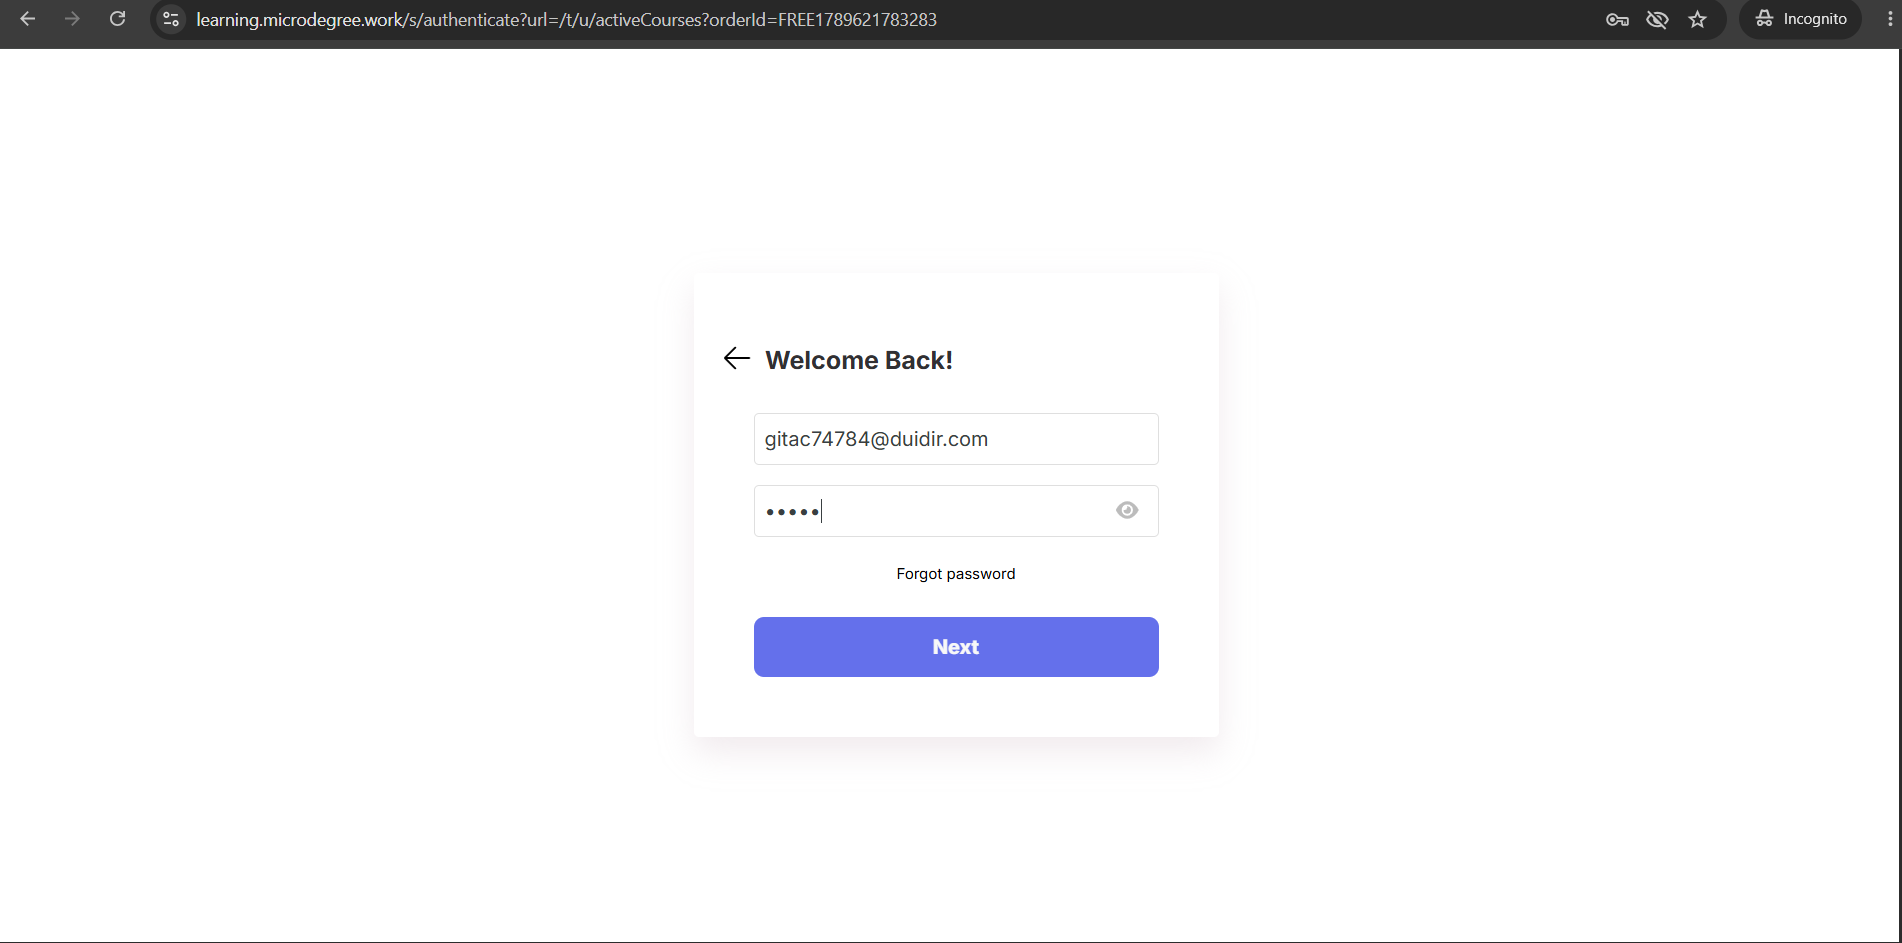 learning.microdegree.work/s/authenticate?url=/t/u/activeCourses?orderId=FREE1789621783283
Incognito
Welcome Back!
gitac74784@duidir.com
•••••
Forgot password
Next